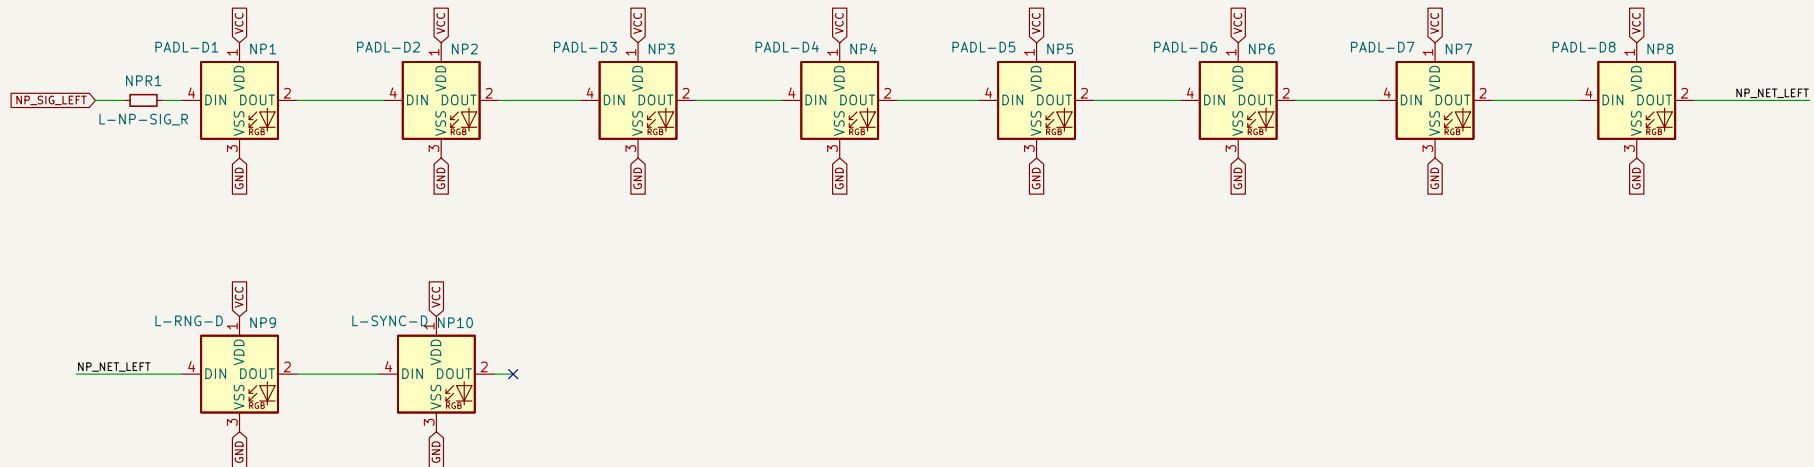 VCC VCC VCC VCC VCC VCC VCC VCC
PADL-D1 1 NP1 PADL-D2 1 NP2 PADL-D3 1 NP3 PADL-D4 1 NP4 PADL-D5 1 NP5 PADL-D6 1 NP6 PADL-D7 1 NP7 PADL-D8 1 NP8
VDD VDD VDD VDD VDD VDD VDD VDD
NPR1
NP_SIG_LEFT 4 DIN DOUT 2 4 DIN DOUT 2 4 DIN DOUT 2 4 DIN DOUT 2 4 DIN DOUT 2 4 DIN DOUT 2 4 DIN DOUT 2 4 DIN DOUT 2 NP_NET_LEFT
L-NP-SIG_R
VSS RGB VSS RGB VSS RGB VSS RGB VSS RGB VSS RGB VSS RGB VSS RGB
3 3 3 3 3 3 3 3
GND GND GND GND GND GND GND GND
VCC VCC
L-RNG-D 1 NP9 L-SYNC-D 1 NP10
VDD VDD
NP_NET_LEFT 4 DIN DOUT 2 4 DIN DOUT 2
VSS RGB VSS RGB
3 3
GND GND